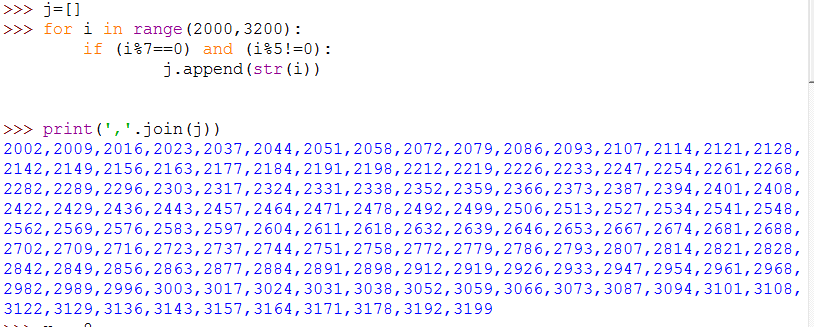 >>> j=[]
>>> for i in range(2000,3200):
        if (i%7==0) and (i%5!=0):
                j.append(str(i))
>>> print(','.join(j))
2002,2009,2016,2023,2037,2044,2051,2058,2072,2079,2086,2093,2107,2114,2121,2128,
2142,2149,2156,2163,2177,2184,2191,2198,2212,2219,2226,2233,2247,2254,2261,2268,
2282,2289,2296,2303,2317,2324,2331,2338,2352,2359,2366,2373,2387,2394,2401,2408,
2422,2429,2436,2443,2457,2464,2471,2478,2492,2499,2506,2513,2527,2534,2541,2548,
2562,2569,2576,2583,2597,2604,2611,2618,2632,2639,2646,2653,2667,2674,2681,2688,
2702,2709,2716,2723,2737,2744,2751,2758,2772,2779,2786,2793,2807,2814,2821,2828,
2842,2849,2856,2863,2877,2884,2891,2898,2912,2919,2926,2933,2947,2954,2961,2968,
2982,2989,2996,3003,3017,3024,3031,3038,3052,3059,3066,3073,3087,3094,3101,3108,
3122,3129,3136,3143,3157,3164,3171,3178,3192,3199